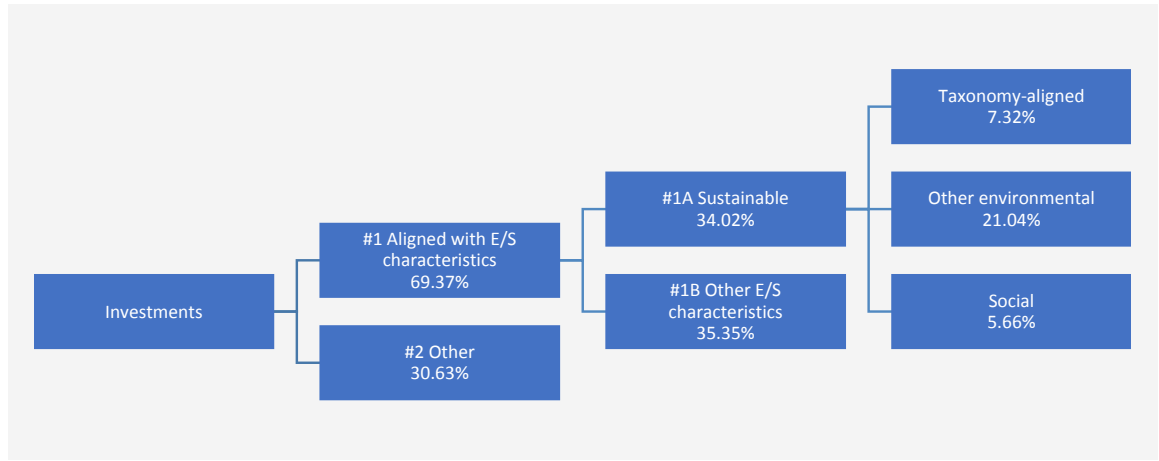 Investments
#1 Aligned with E/S
characteristics
69.37%
#2 Other
30.63%
#1A Sustainable
34.02%
#1B Other E/S
characteristics
35.35%
Taxonomy-aligned
7.32%
Other environmental
21.04%
Social
5.66%